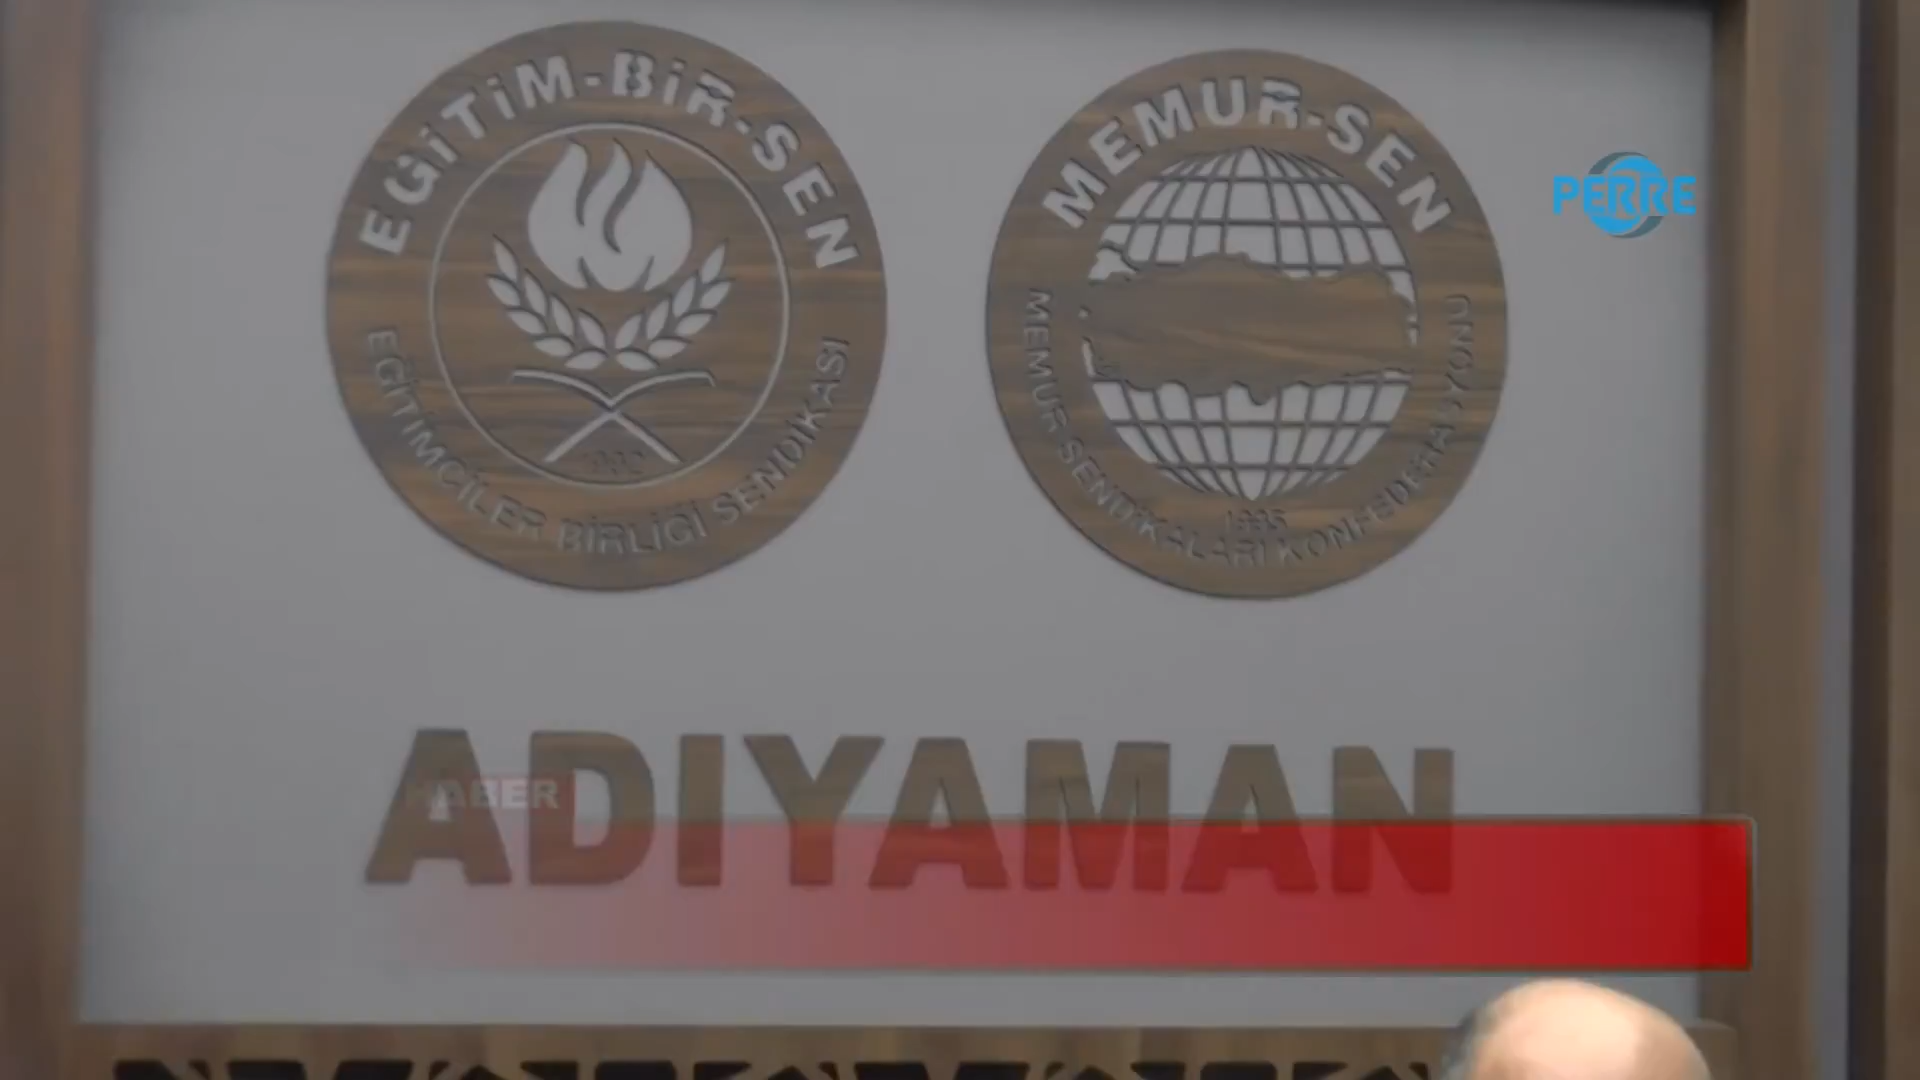 EĞİTİM-BİR-SEN
EĞİTİMCİLER BİRLİĞİ SENDİKASI
MEMUR-SEN
1995
MEMUR SENDİKALARI KONFEDERASYONU
PERRE
ADIYAMAN
HABER